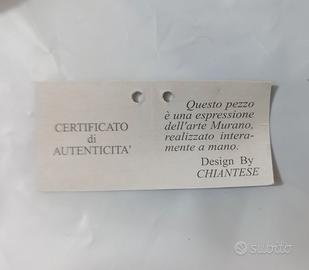 CERTIFICATO
di
AUTENTICITA'
Questo pezzo
è una espressione
dell'arte Murano,
realizzato intera-
mente a mano.
Design By
CHIANTESE
subito